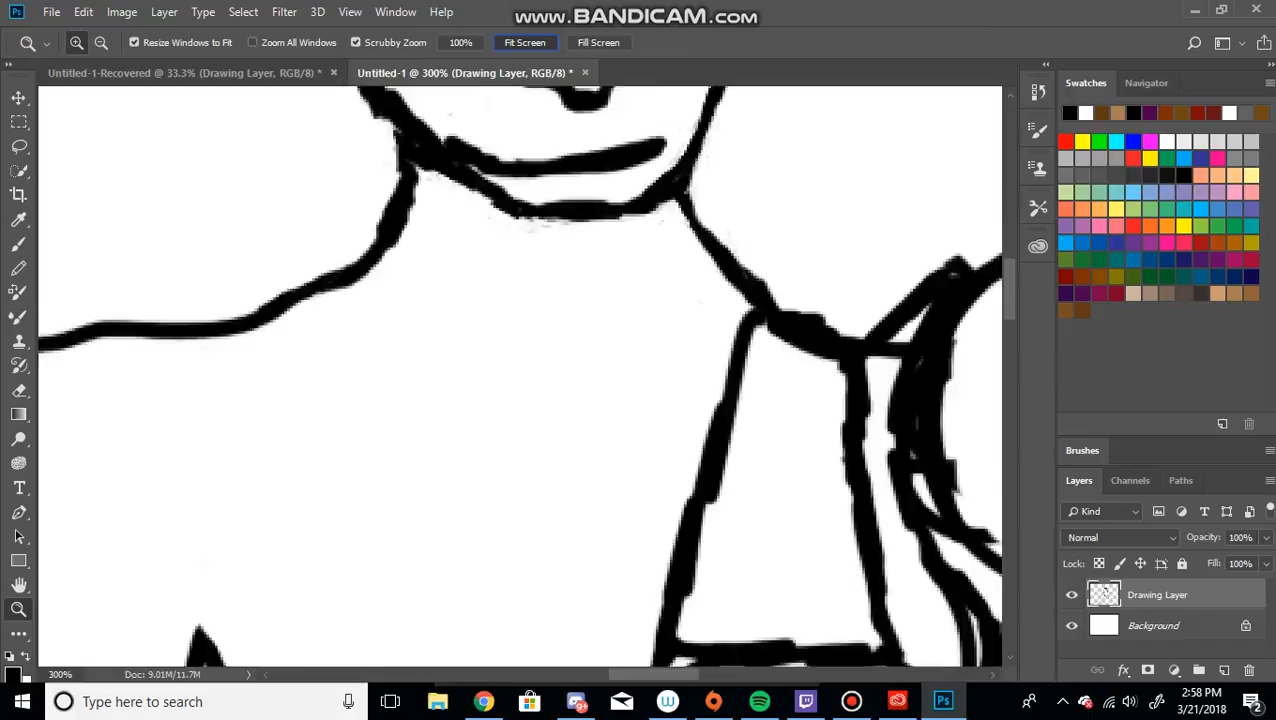 www.BANDICAM.com
Ps File Edit Image Layer Type Select Filter 3D View Window Help
Resize Windows to Fit Zoom All Windows Scrubby Zoom 100% Fit Screen Fill Screen
Untitled-1-Recovered @ 33.3% (Drawing Layer, RGB/8) * × Untitled-1 @ 300% (Drawing Layer, RGB/8) * ×
Swatches Navigator
Brushes
Layers Channels Paths
Kind
Normal Opacity: 100%
Lock: Fill: 100%
Drawing Layer
Background
300% Doc: 9.01M/11.7M
Type here to search
2:58 PM
3/21/2018